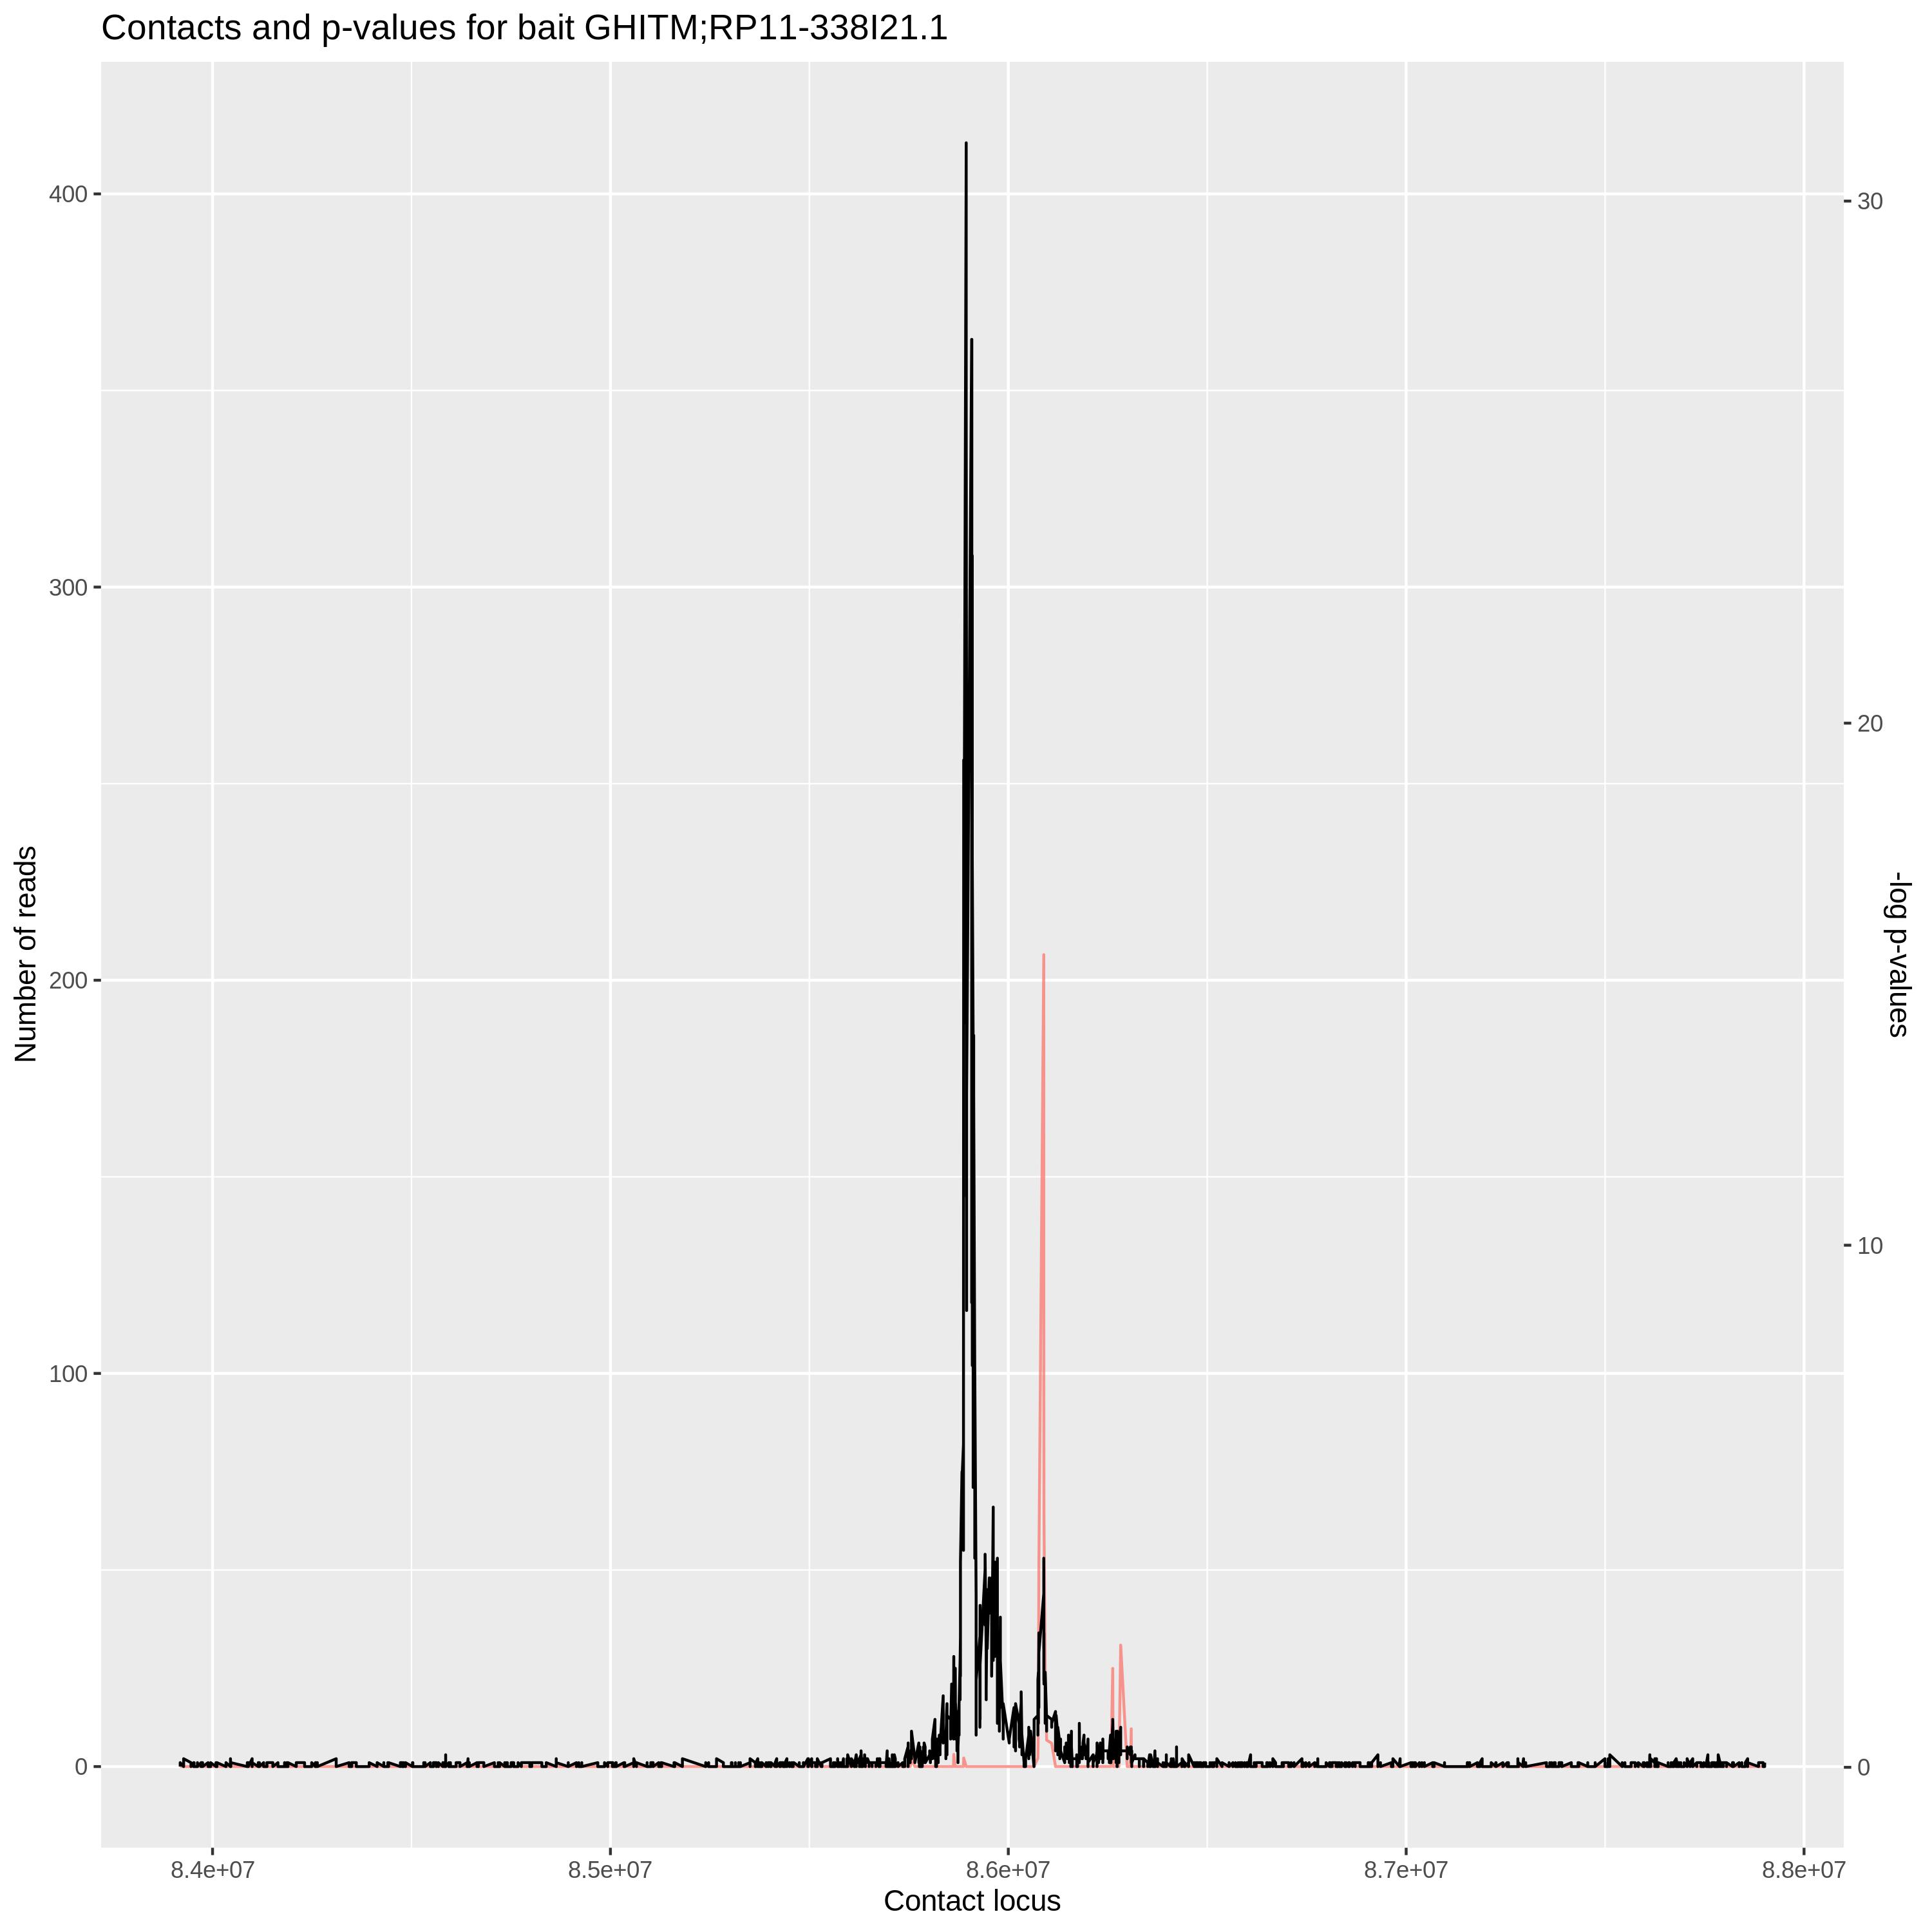 Contacts and p-values for bait GHITM;RP11-338I21.1
Number of reads
400
300
200
100
0
30
20
10
0
-log p-values
8.4e+07 8.5e+07 8.6e+07 8.7e+07 8.8e+07
Contact locus